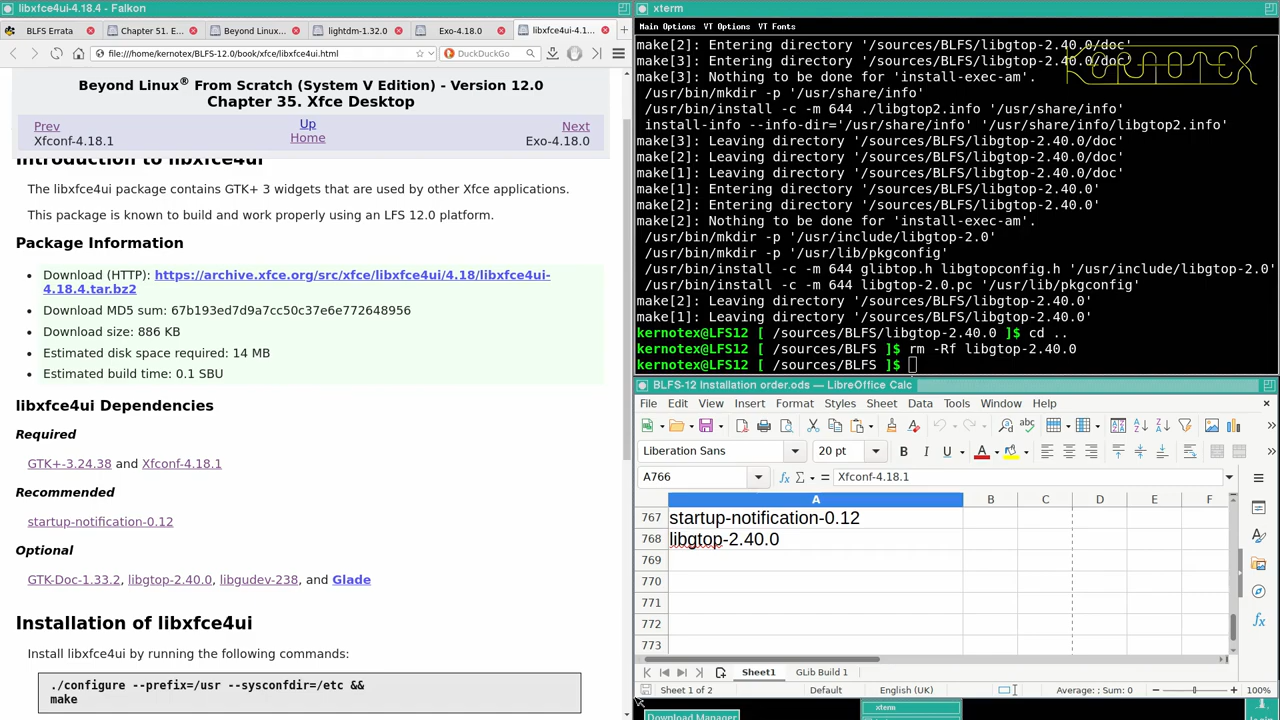 libxfce4ui-4.18.4 - Falkon
BLFS Errata
Chapter 51. E...
Beyond Linux...
lightdm-1.32.0
Exo-4.18.0
libxfce4ui-4.1...
file:///home/kernotex/BLFS-12.0/book/xfce/libxfce4ui.html
DuckDuckGo
Beyond Linux® From Scratch (System V Edition) - Version 12.0
Chapter 35. Xfce Desktop
Prev
Up
Next
Xfconf-4.18.1
Home
Exo-4.18.0
Introduction to libxfce4ui
The libxfce4ui package contains GTK+ 3 widgets that are used by other Xfce applications.
This package is known to build and work properly using an LFS 12.0 platform.
Package Information
• Download (HTTP): https://archive.xfce.org/src/xfce/libxfce4ui/4.18/libxfce4ui-
4.18.4.tar.bz2
• Download MD5 sum: 67b193ed7d9a7cc50c37e6e772648956
• Download size: 886 KB
• Estimated disk space required: 14 MB
• Estimated build time: 0.1 SBU
libxfce4ui Dependencies
Required
GTK+-3.24.38 and Xfconf-4.18.1
Recommended
startup-notification-0.12
Optional
GTK-Doc-1.33.2, libgtop-2.40.0, libgudev-238, and Glade
Installation of libxfce4ui
Install libxfce4ui by running the following commands:
./configure --prefix=/usr --sysconfdir=/etc &&
make
xterm
Main Options VT Options VT Fonts
make[2]: Entering directory '/sources/BLFS/libgtop-2.40.0/doc'
make[3]: Entering directory '/sources/BLFS/libgtop-2.40.0/doc'
make[3]: Nothing to be done for 'install-exec-am'.
/usr/bin/mkdir -p '/usr/share/info'
/usr/bin/install -c -m 644 ./libgtop2.info '/usr/share/info'
install-info --info-dir='/usr/share/info' '/usr/share/info/libgtop2.info'
make[3]: Leaving directory '/sources/BLFS/libgtop-2.40.0/doc'
make[2]: Leaving directory '/sources/BLFS/libgtop-2.40.0/doc'
make[1]: Leaving directory '/sources/BLFS/libgtop-2.40.0/doc'
make[1]: Entering directory '/sources/BLFS/libgtop-2.40.0'
make[2]: Entering directory '/sources/BLFS/libgtop-2.40.0'
make[2]: Nothing to be done for 'install-exec-am'.
/usr/bin/mkdir -p '/usr/include/libgtop-2.0'
/usr/bin/mkdir -p '/usr/lib/pkgconfig'
/usr/bin/install -c -m 644 glibtop.h libgtopconfig.h '/usr/include/libgtop-2.0'
/usr/bin/install -c -m 644 libgtop-2.0.pc '/usr/lib/pkgconfig'
make[2]: Leaving directory '/sources/BLFS/libgtop-2.40.0'
make[1]: Leaving directory '/sources/BLFS/libgtop-2.40.0'
kernotex@LFS12 [ /sources/BLFS/libgtop-2.40.0 ]$ cd ..
kernotex@LFS12 [ /sources/BLFS ]$ rm -Rf libgtop-2.40.0
kernotex@LFS12 [ /sources/BLFS ]$
KERNOTEX
BLFS-12 Installation order.ods — LibreOffice Calc
File Edit View Insert Format Styles Sheet Data Tools Window Help
Liberation Sans
20 pt
A766
Xfconf-4.18.1
A B C D E F
767 startup-notification-0.12
768 libgtop-2.40.0
769
770
771
772
773
Sheet1
GLib Build 1
Sheet 1 of 2
Default
English (UK)
Average: ; Sum: 0
100%
Download Manager
xterm